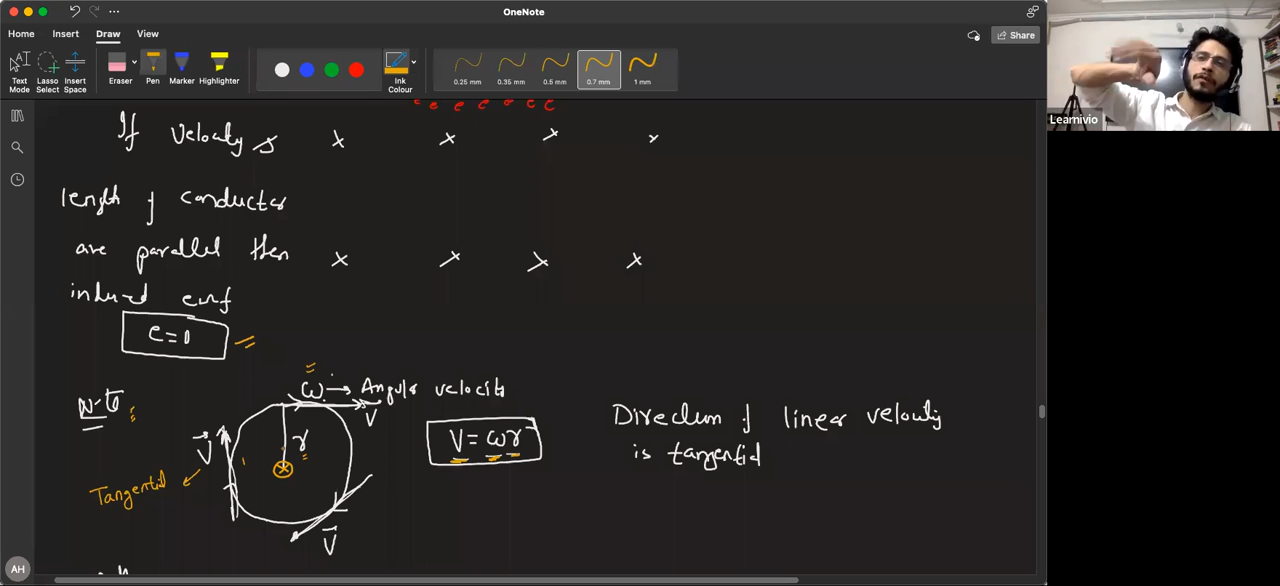 OneNote
Home Insert Draw View
Share
Text Mode
Lasso Select
Insert Space
Eraser
Pen
Marker
Highlighter
Ink Colour
0.25 mm
0.35 mm
0.5 mm
0.7 mm
1 mm
Learnivio
e e e e e e
If velocity &
length of conductor
are parallel then
induced emf
e=0
Note :
ω → Angular velocity
V
r
V = ωr
V
Tangential
V
Direction of linear velocity
is tangential
AH